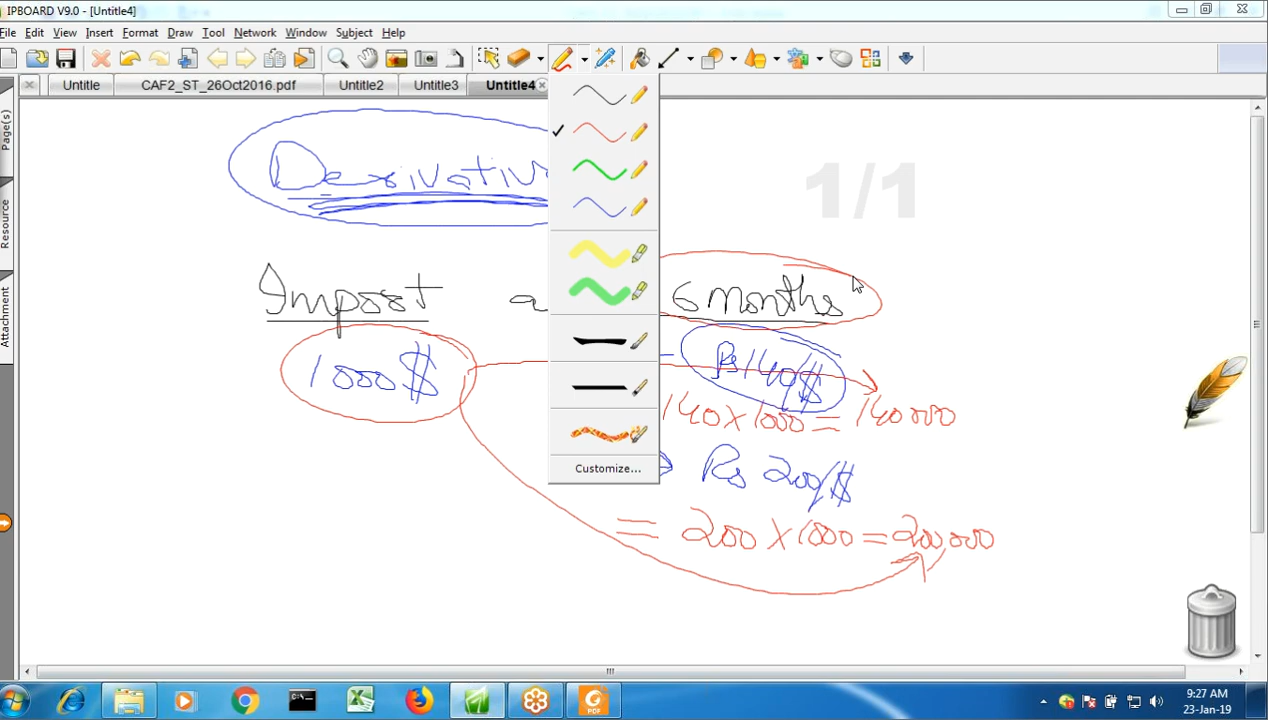 IPBOARD V9.0 - [Untitle4]
File Edit View Insert Format Draw Tool Network Window Subject Help
Untitle CAF2_ST_26Oct2016.pdf Untitle2 Untitle3 Untitle4
Page(s)
Resource
Attachment
1/1
Derivativ
Import 6 months
1000 $ Rs 140/$
140 x 1000 = 140000
Rs 200/$
= 200 x 1000 = 200000
Customize...
PDF
9:27 AM
23-Jan-19